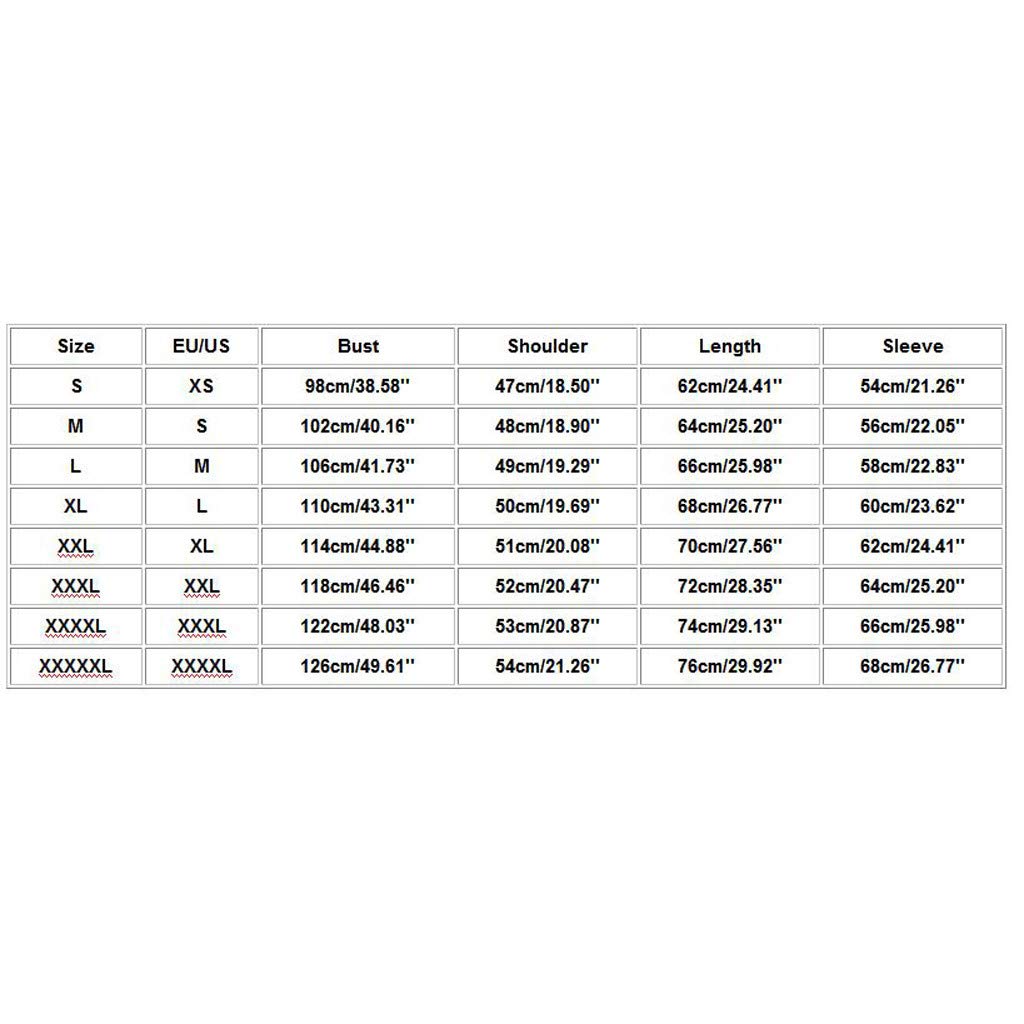 Size EU/US Bust Shoulder Length Sleeve
S XS 98cm/38.58'' 47cm/18.50'' 62cm/24.41'' 54cm/21.26''
M S 102cm/40.16'' 48cm/18.90'' 64cm/25.20'' 56cm/22.05''
L M 106cm/41.73'' 49cm/19.29'' 66cm/25.98'' 58cm/22.83''
XL L 110cm/43.31'' 50cm/19.69'' 68cm/26.77'' 60cm/23.62''
XXL XL 114cm/44.88'' 51cm/20.08'' 70cm/27.56'' 62cm/24.41''
XXXL XXL 118cm/46.46'' 52cm/20.47'' 72cm/28.35'' 64cm/25.20''
XXXXL XXXL 122cm/48.03'' 53cm/20.87'' 74cm/29.13'' 66cm/25.98''
XXXXXL XXXXL 126cm/49.61'' 54cm/21.26'' 76cm/29.92'' 68cm/26.77''